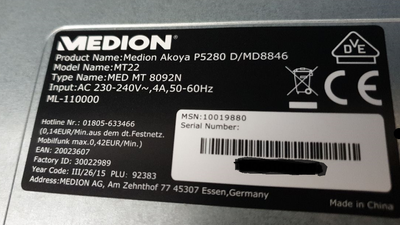 MEDION
Product Name:Medion Akoya P5280 D/MD8846
Model Name:MT22
Type Name:MED MT 8092N
Input:AC 230-240V~,4A,50-60Hz
ML-110000
Hotline Nr.: 01805-633466
(0,14EUR/Min.aus dem dt.Festnetz.
Mobilfunk max.0,42EUR/Min.)
EAN: 20023607
Factory ID: 30022989
Year Code: III/26/15 PLU: 92383
MEDION AG, Am Zehnthof 77 45307 Essen,Germany
DVE
CE
MSN:10019880
Serial Number:
in China